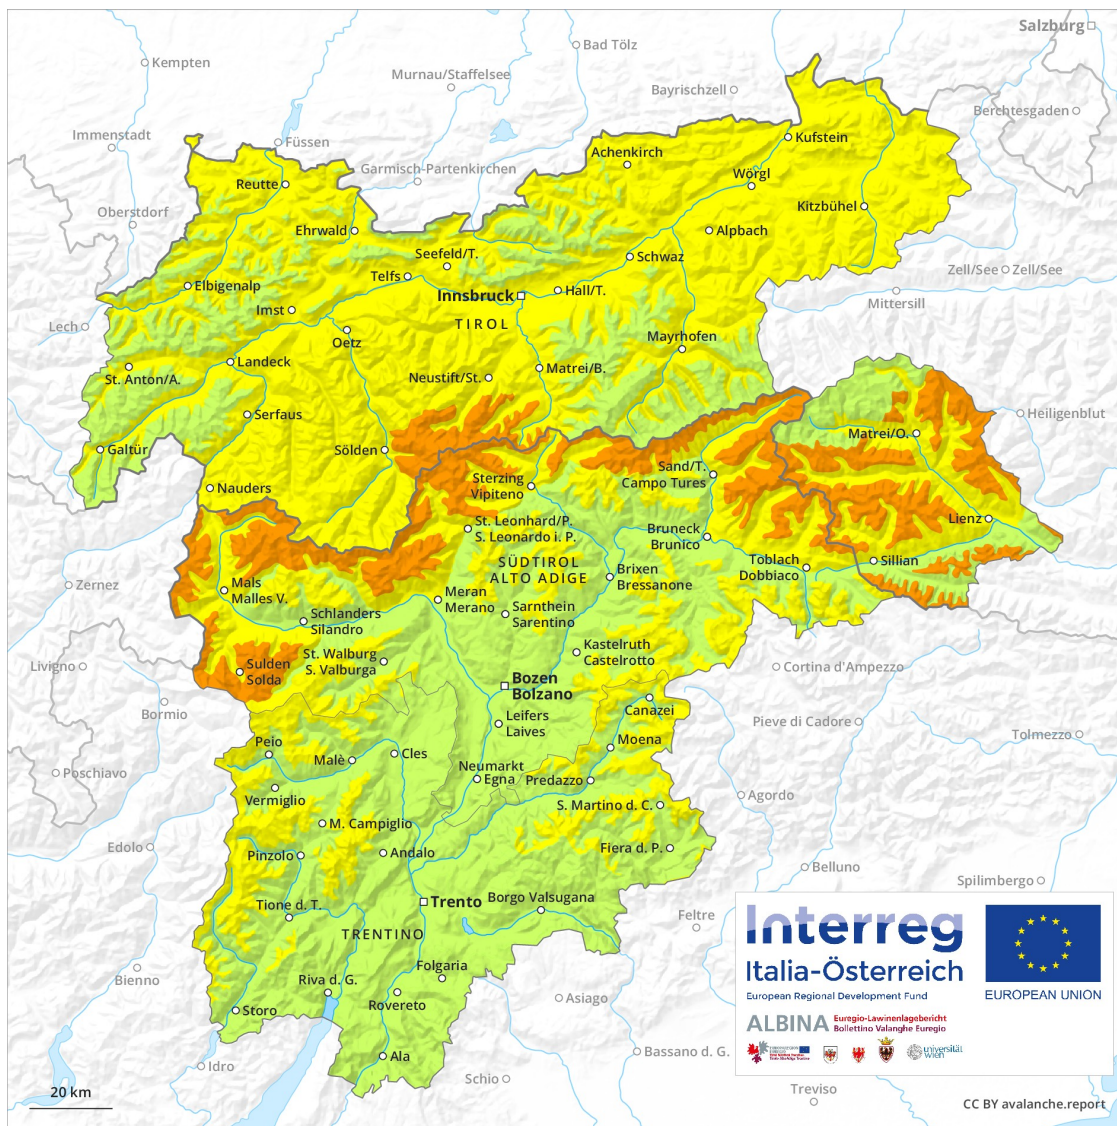 Salzburg
Bad Tölz
Kempten
Murnau/Staffelsee
Bayrischzell
Berchtesgaden
Immenstadt
Füssen
Kufstein
Achenkirch
Garmisch-Partenkirchen
Wörgl
Reutte
Oberstdorf
Kitzbühel
Ehrwald
Alpbach
Seefeld/T.
Schwaz
Telfs
Zell/See
Zell/See
Elbigenalp
Innsbruck
Hall/T.
Mittersill
Imst
TIROL
Lech
Oetz
Mayrhofen
Landeck
Matrei/B.
St. Anton/A.
Neustift/St.
Serfaus
Heiligenblut
Matrei/O.
Galtür
Sölden
Sand/T.
Campo Tures
Sterzing
Vipiteno
Nauders
St. Leonhard/P.
S. Leonardo i. P.
Lienz
Bruneck
Brunico
SÜDTIROL
ALTO ADIGE
Toblach
Dobbiaco
Sillian
Brixen
Bressanone
Zernez
Mals
Malles V.
Meran
Merano
Sarnthein
Sarentino
Schlanders
Silandro
Kastelruth
Castelrotto
St. Walburg
S. Valburga
Livigno
Sulden
Solda
Cortina d'Ampezzo
Bozen
Bolzano
Canazei
Bormio
Leifers
Laives
Pieve di Cadore
Tolmezzo
Peio
Moena
Malè
Cles
Poschiavo
Neumarkt
Egna
Predazzo
Vermiglio
Agordo
S. Martino d. C.
M. Campiglio
Edolo
Pinzolo
Andalo
Fiera d. P.
Belluno
Spilimbergo
Tione d. T.
Trento
Borgo Valsugana
Feltre
TRENTINO
Bienno
Folgaria
Riva d. G.
Rovereto
Storo
Asiago
Ala
Bassano d. G.
Idro
Schio
Treviso
Interreg
Italia-Österreich
European Regional Development Fund
EUROPEAN UNION
ALBINA
Euregio-Lawinenlagebericht
Bollettino Valanghe Euregio
universität
wien
20 km
CC BY avalanche.report